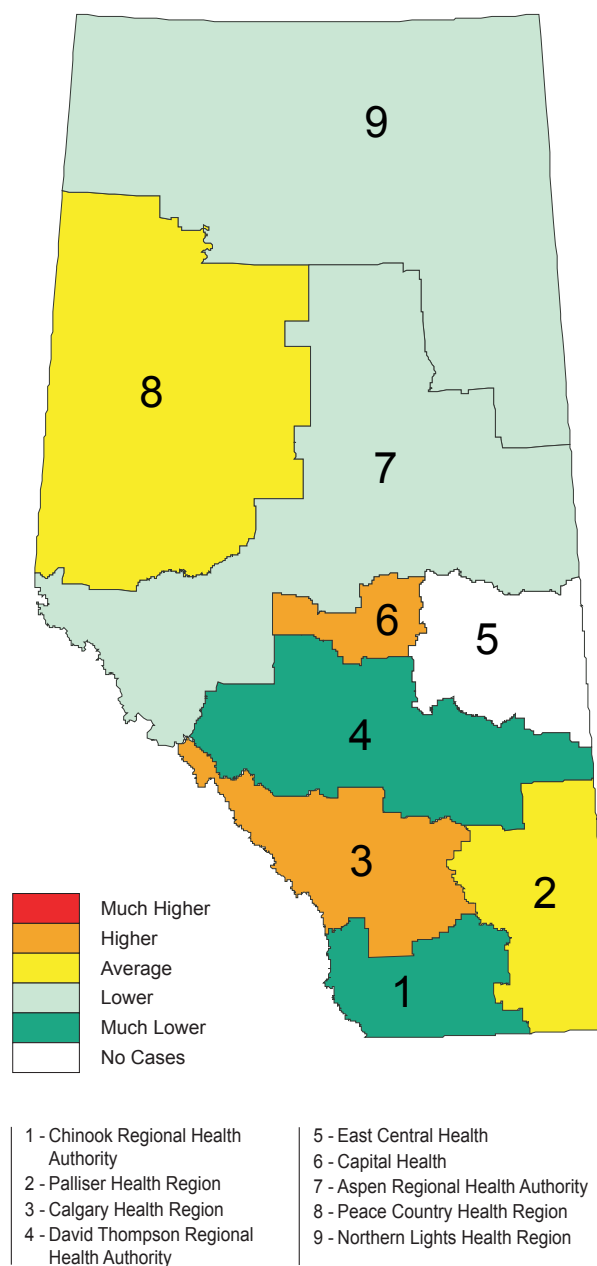 9
8
7
6
5
4
3
2
1
Much Higher
Higher
Average
Lower
Much Lower
No Cases
1 - Chinook Regional Health
Authority
2 - Palliser Health Region
3 - Calgary Health Region
4 - David Thompson Regional
Health Authority
5 - East Central Health
6 - Capital Health
7 - Aspen Regional Health Authority
8 - Peace Country Health Region
9 - Northern Lights Health Region